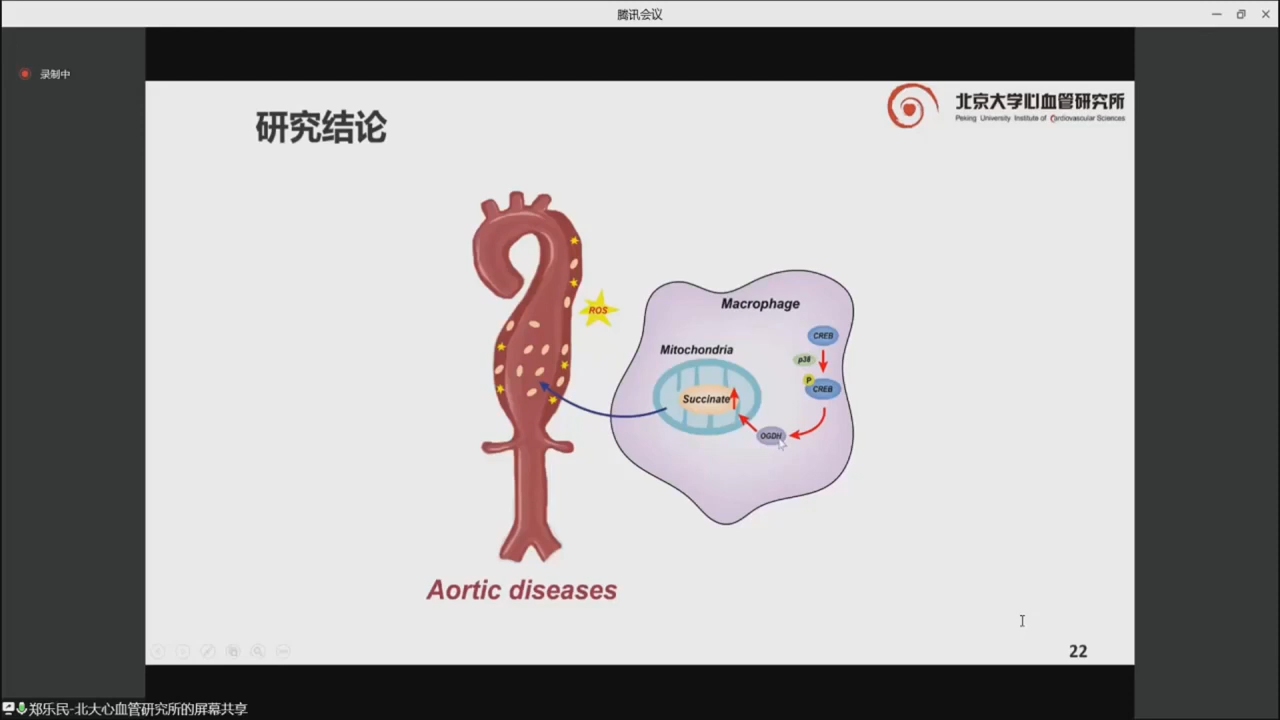 腾讯会议
录制中
研究结论
北京大学心血管研究所
Peking University Institute of Cardiovascular Sciences
ROS
Macrophage
CREB
Mitochondria
p38
P
CREB
Succinate
OGDH
Aortic diseases
22
郑乐民-北大心血管研究所的屏幕共享